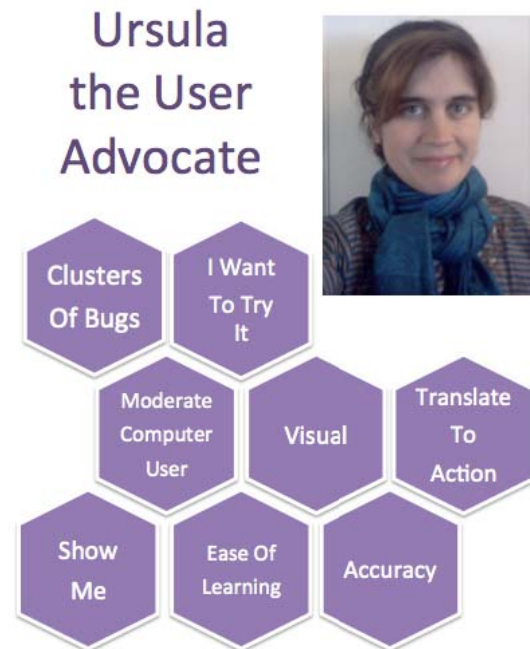 Ursula
the User
Advocate
Clusters
Of Bugs
I Want
To Try
It
Moderate
Computer
User
Visual
Translate
To
Action
Show
Me
Ease Of
Learning
Accuracy